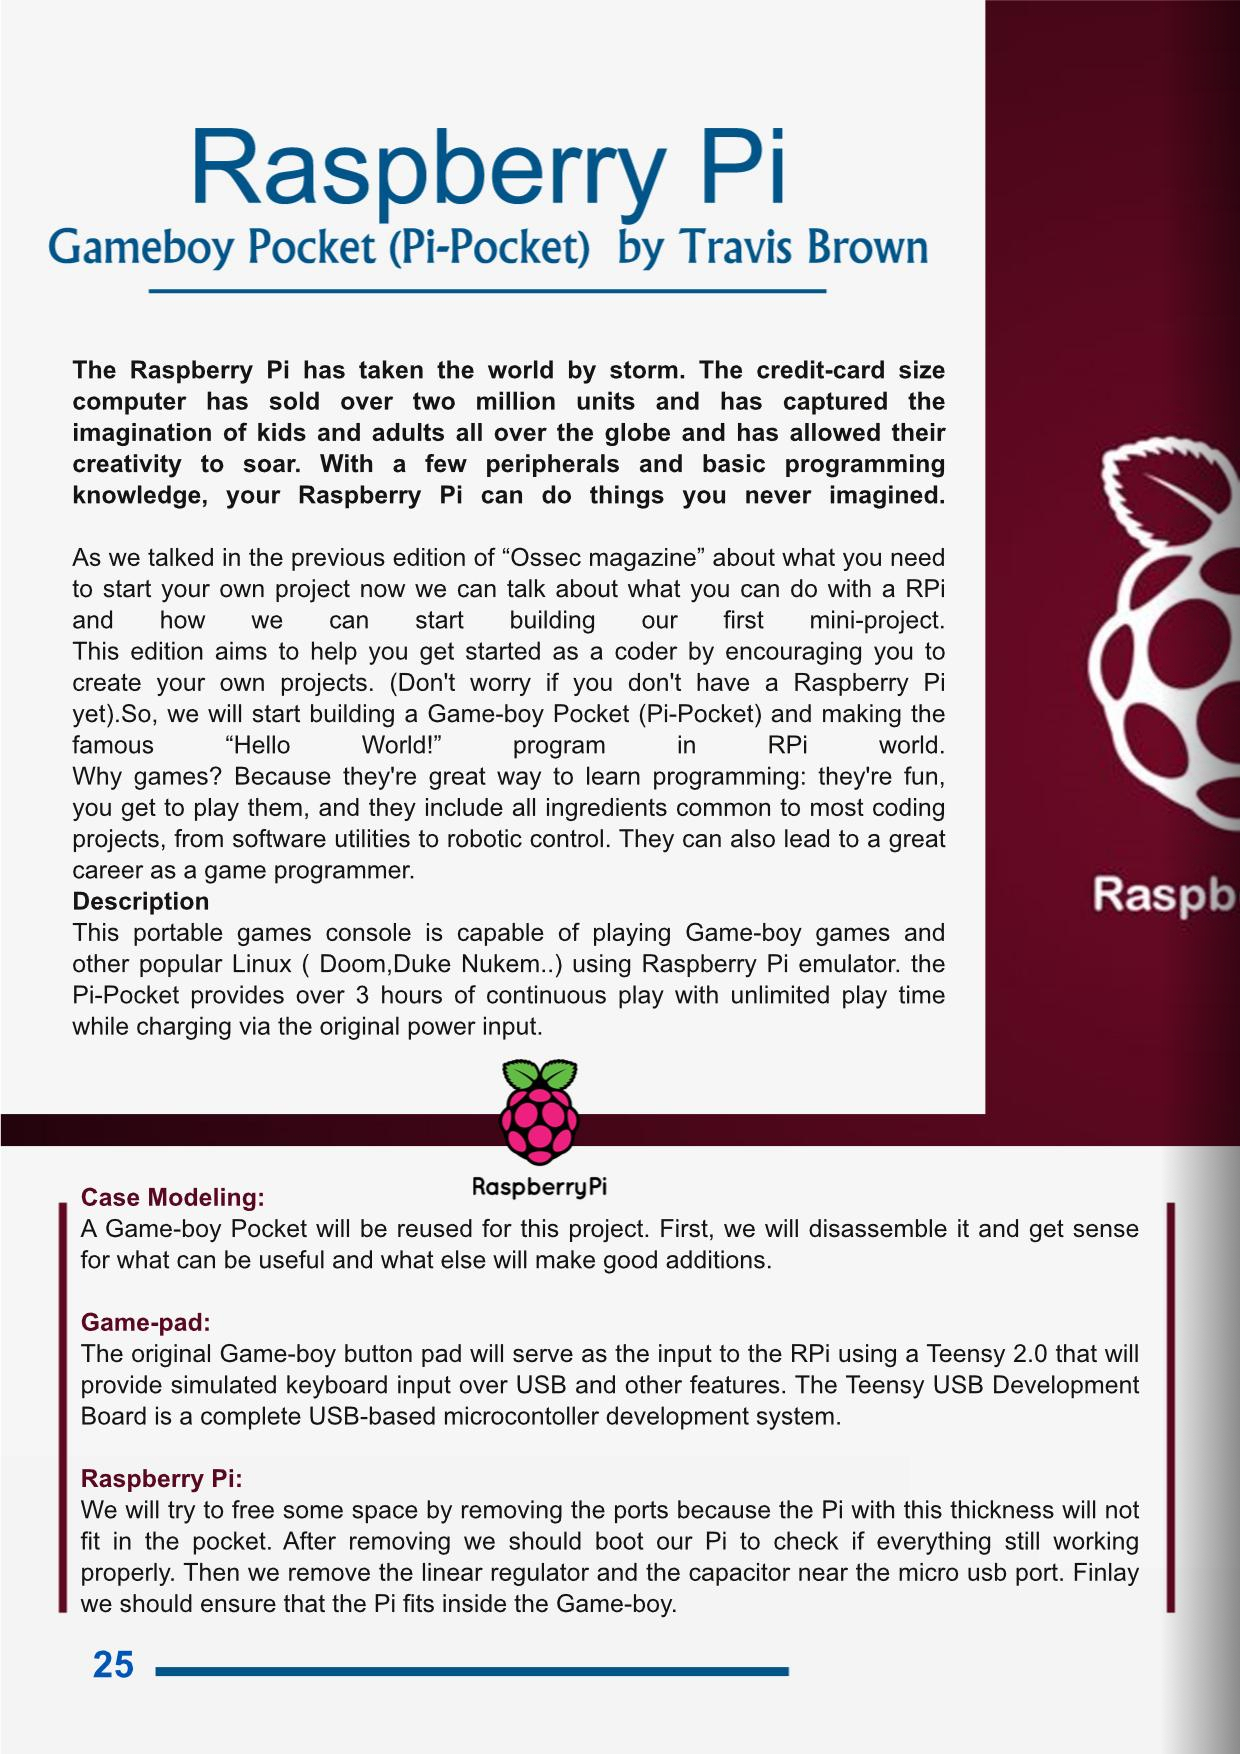 Raspberry Pi
Gameboy Pocket (Pi-Pocket) by Travis Brown
The Raspberry Pi has taken the world by storm. The credit-card size
computer has sold over two million units and has captured the
imagination of kids and adults all over the globe and has allowed their
creativity to soar. With a few peripherals and basic programming
knowledge, your Raspberry Pi can do things you never imagined.
As we talked in the previous edition of “Ossec magazine” about what you need
to start your own project now we can talk about what you can do with a RPi
and how we can start building our first mini-project.
This edition aims to help you get started as a coder by encouraging you to
create your own projects. (Don't worry if you don't have a Raspberry Pi
yet).So, we will start building a Game-boy Pocket (Pi-Pocket) and making the
famous “Hello World!” program in RPi world.
Why games? Because they're great way to learn programming: they're fun,
you get to play them, and they include all ingredients common to most coding
projects, from software utilities to robotic control. They can also lead to a great
career as a game programmer.
Description
This portable games console is capable of playing Game-boy games and
other popular Linux ( Doom,Duke Nukem..) using Raspberry Pi emulator. the
Pi-Pocket provides over 3 hours of continuous play with unlimited play time
while charging via the original power input.
Raspb
RaspberryPi
Case Modeling:
A Game-boy Pocket will be reused for this project. First, we will disassemble it and get sense
for what can be useful and what else will make good additions.
Game-pad:
The original Game-boy button pad will serve as the input to the RPi using a Teensy 2.0 that will
provide simulated keyboard input over USB and other features. The Teensy USB Development
Board is a complete USB-based microcontoller development system.
Raspberry Pi:
We will try to free some space by removing the ports because the Pi with this thickness will not
fit in the pocket. After removing we should boot our Pi to check if everything still working
properly. Then we remove the linear regulator and the capacitor near the micro usb port. Finlay
we should ensure that the Pi fits inside the Game-boy.
25